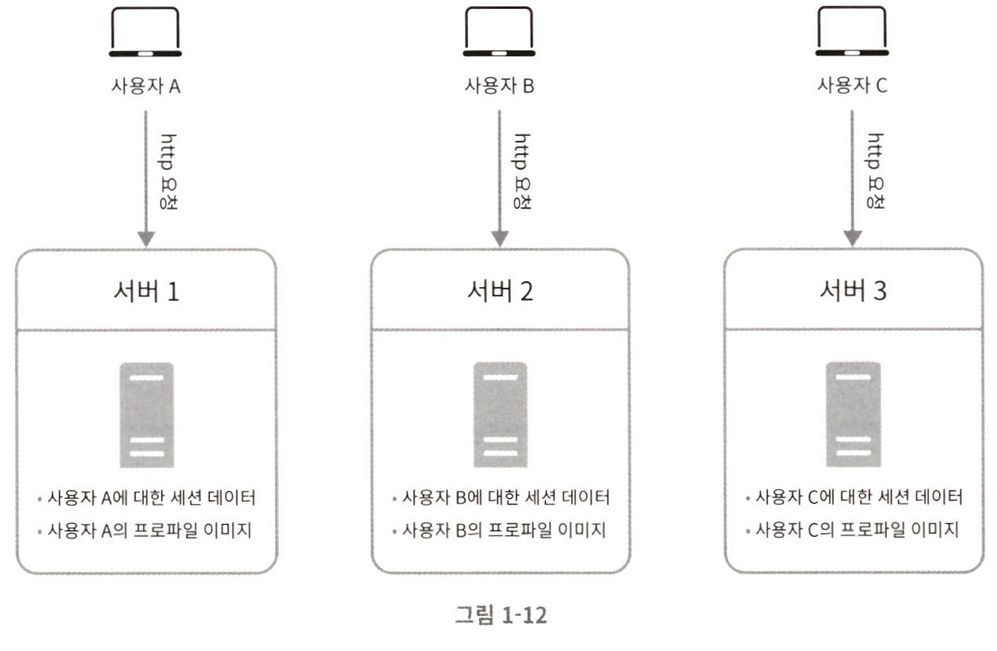 사용자 A
사용자 B
사용자 C
http 요청
http 요청
http 요청
서버 1
• 사용자 A에 대한 세션 데이터
• 사용자 A의 프로파일 이미지
서버 2
• 사용자 B에 대한 세션 데이터
• 사용자 B의 프로파일 이미지
서버 3
• 사용자 C에 대한 세션 데이터
• 사용자 C의 프로파일 이미지
그림 1-12